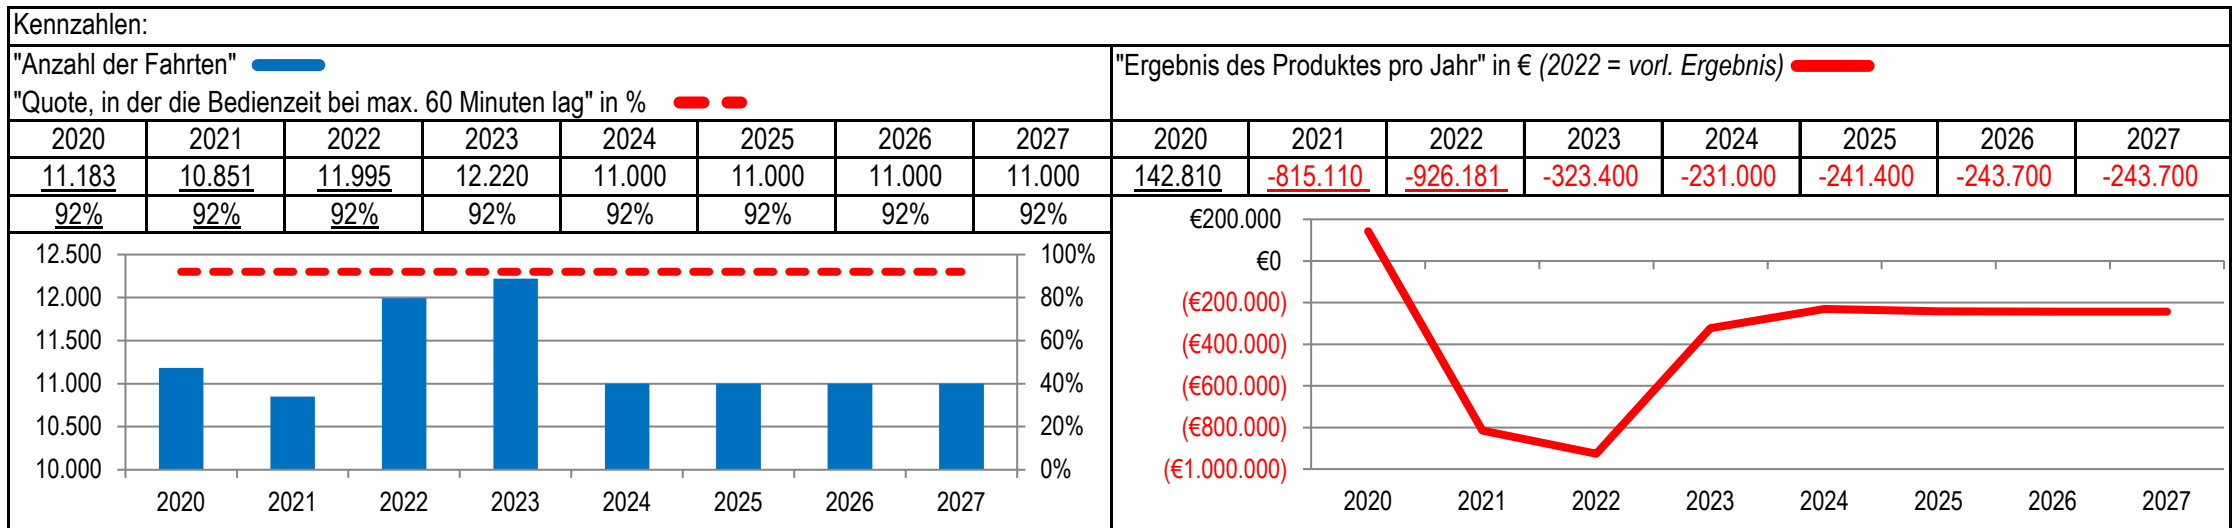 Kennzahlen:
"Anzahl der Fahrten"
"Quote, in der die Bedienzeit bei max. 60 Minuten lag" in %
2020 2021 2022 2023 2024 2025 2026 2027
11.183 10.851 11.995 12.220 11.000 11.000 11.000 11.000
92% 92% 92% 92% 92% 92% 92% 92%
12.500 100%
12.000 80%
11.500 60%
11.000 40%
10.500 20%
10.000 0%
2020 2021 2022 2023 2024 2025 2026 2027
"Ergebnis des Produktes pro Jahr" in € (2022 = vorl. Ergebnis)
2020 2021 2022 2023 2024 2025 2026 2027
142.810 -815.110 -926.181 -323.400 -231.000 -241.400 -243.700 -243.700
€200.000
€0
(€200.000)
(€400.000)
(€600.000)
(€800.000)
(€1.000.000)
2020 2021 2022 2023 2024 2025 2026 2027